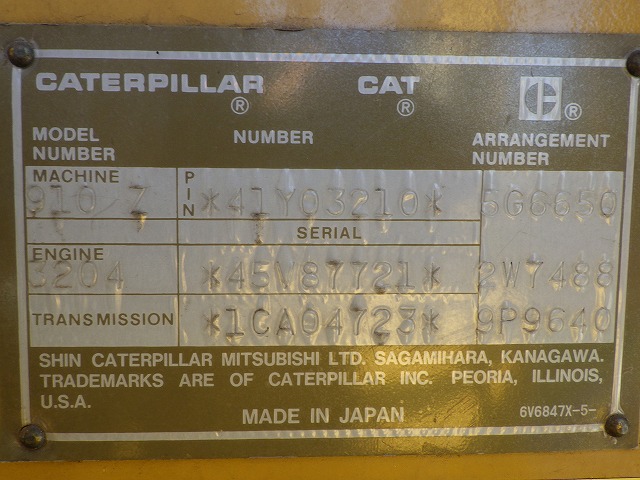 CATERPILLAR® CAT® C®
MODEL NUMBER NUMBER ARRANGEMENT NUMBER
MACHINE 910 Z PIN *41Y03210* 5G6650
SERIAL
ENGINE 3204 *45V87721* 2W7488
TRANSMISSION *1CA04723* 9P9640
SHIN CATERPILLAR MITSUBISHI LTD. SAGAMIHARA, KANAGAWA.
TRADEMARKS ARE OF CATERPILLAR INC. PEORIA, ILLINOIS,
U.S.A.
MADE IN JAPAN 6V6847X-5-